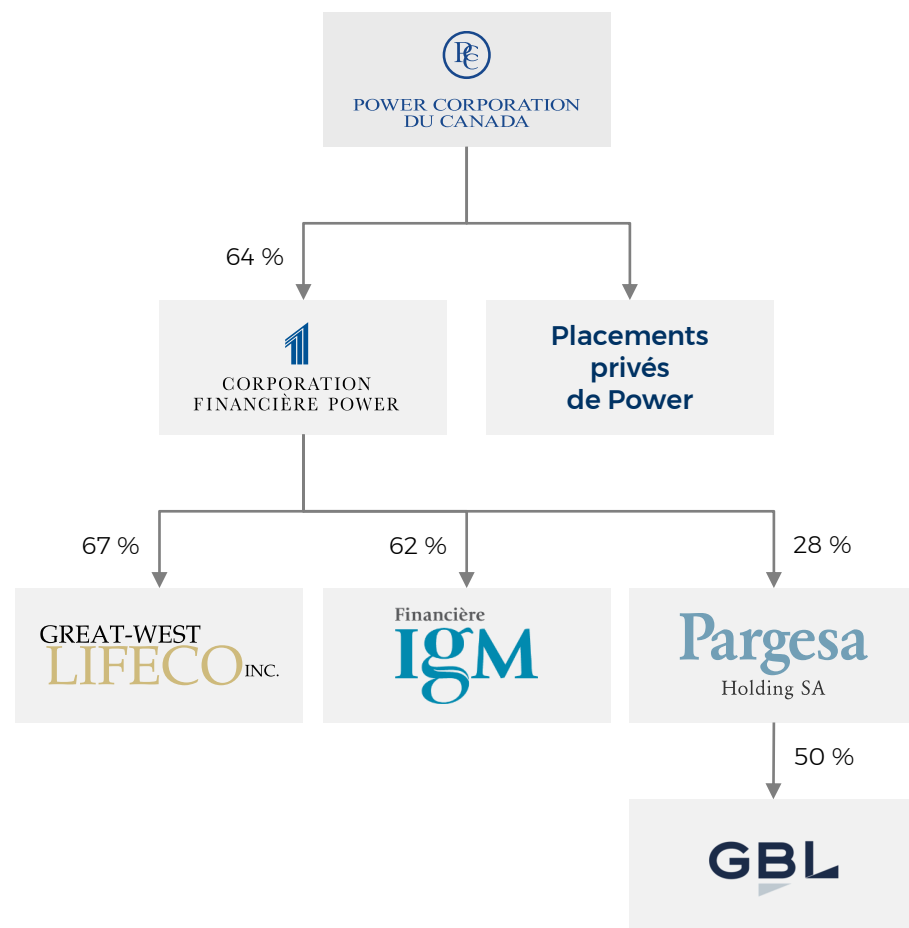 PCC
POWER CORPORATION
DU CANADA
64 %
CORPORATION
FINANCIÈRE POWER
Placements
privés
de Power
67 %
62 %
28 %
GREAT-WEST
LIFECO INC.
Financière
IgM
Pargesa
Holding SA
50 %
GBL